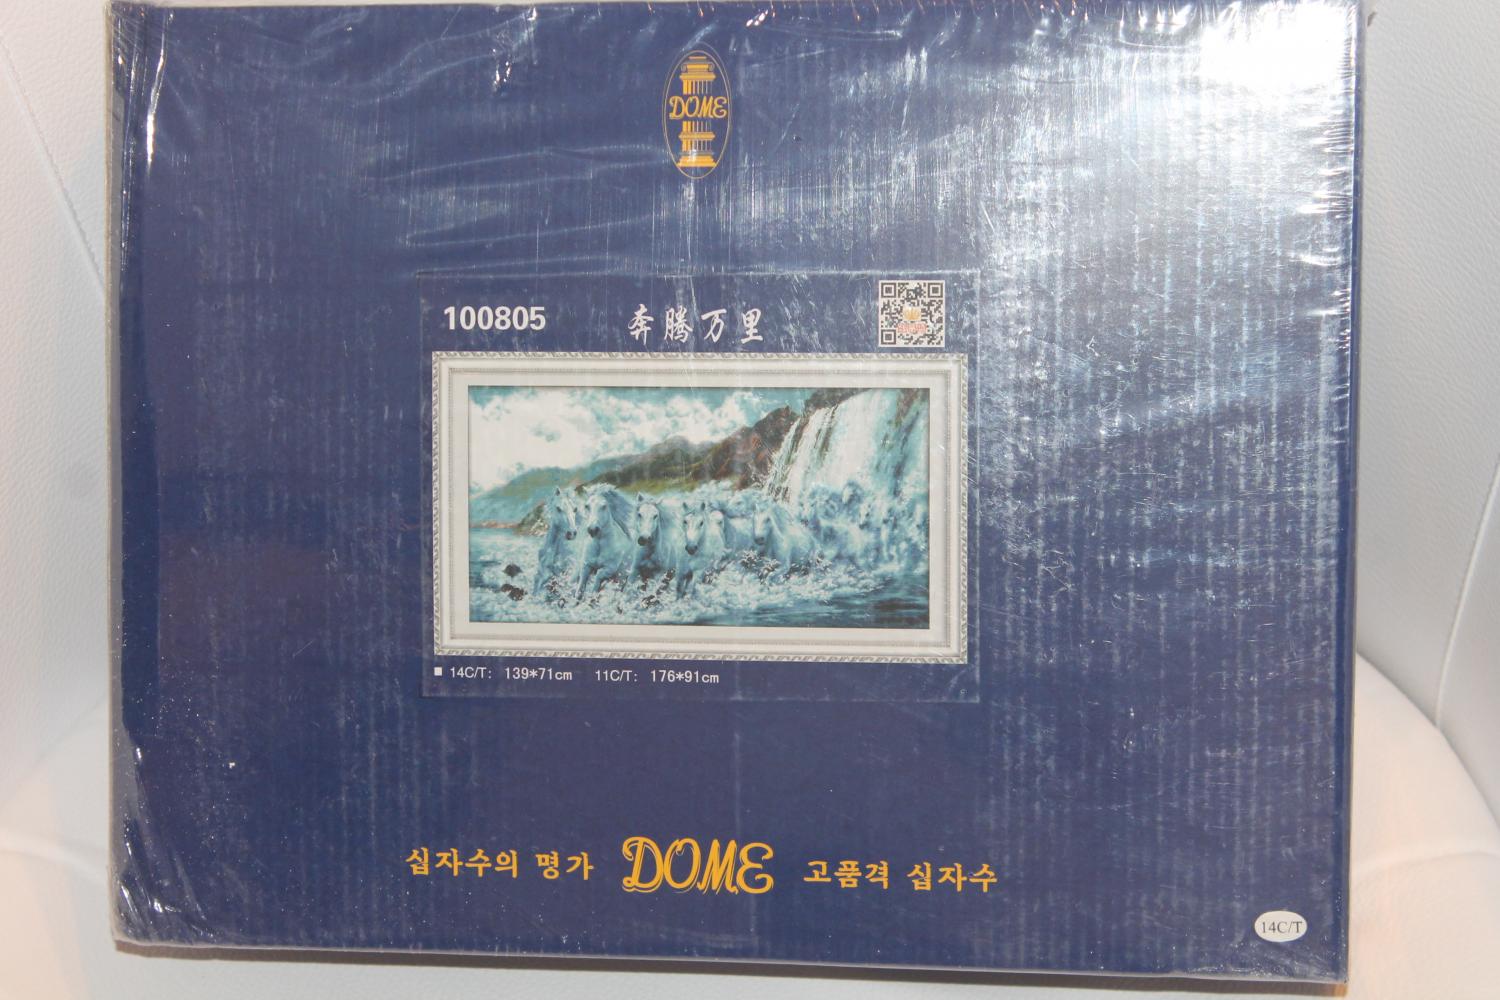 DOME
100805 奔腾万里
■ 14C/T: 139*71cm 11C/T: 176*91cm
십자수의 명가 DOME 고품격 십자수
14C/T